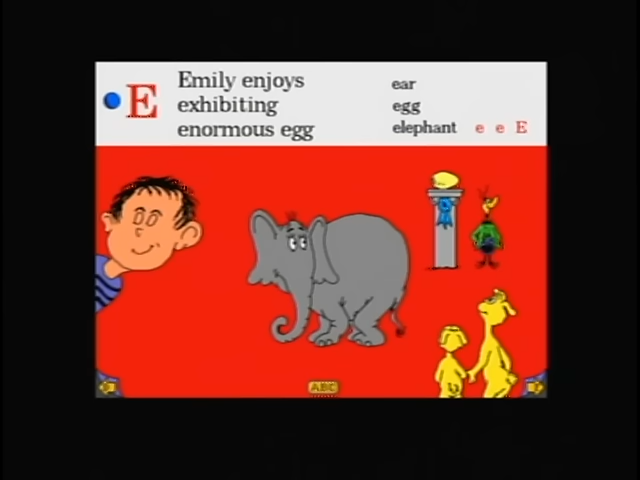 E
Emily enjoys
exhibiting
enormous egg
ear
egg
elephant e e E
ABC